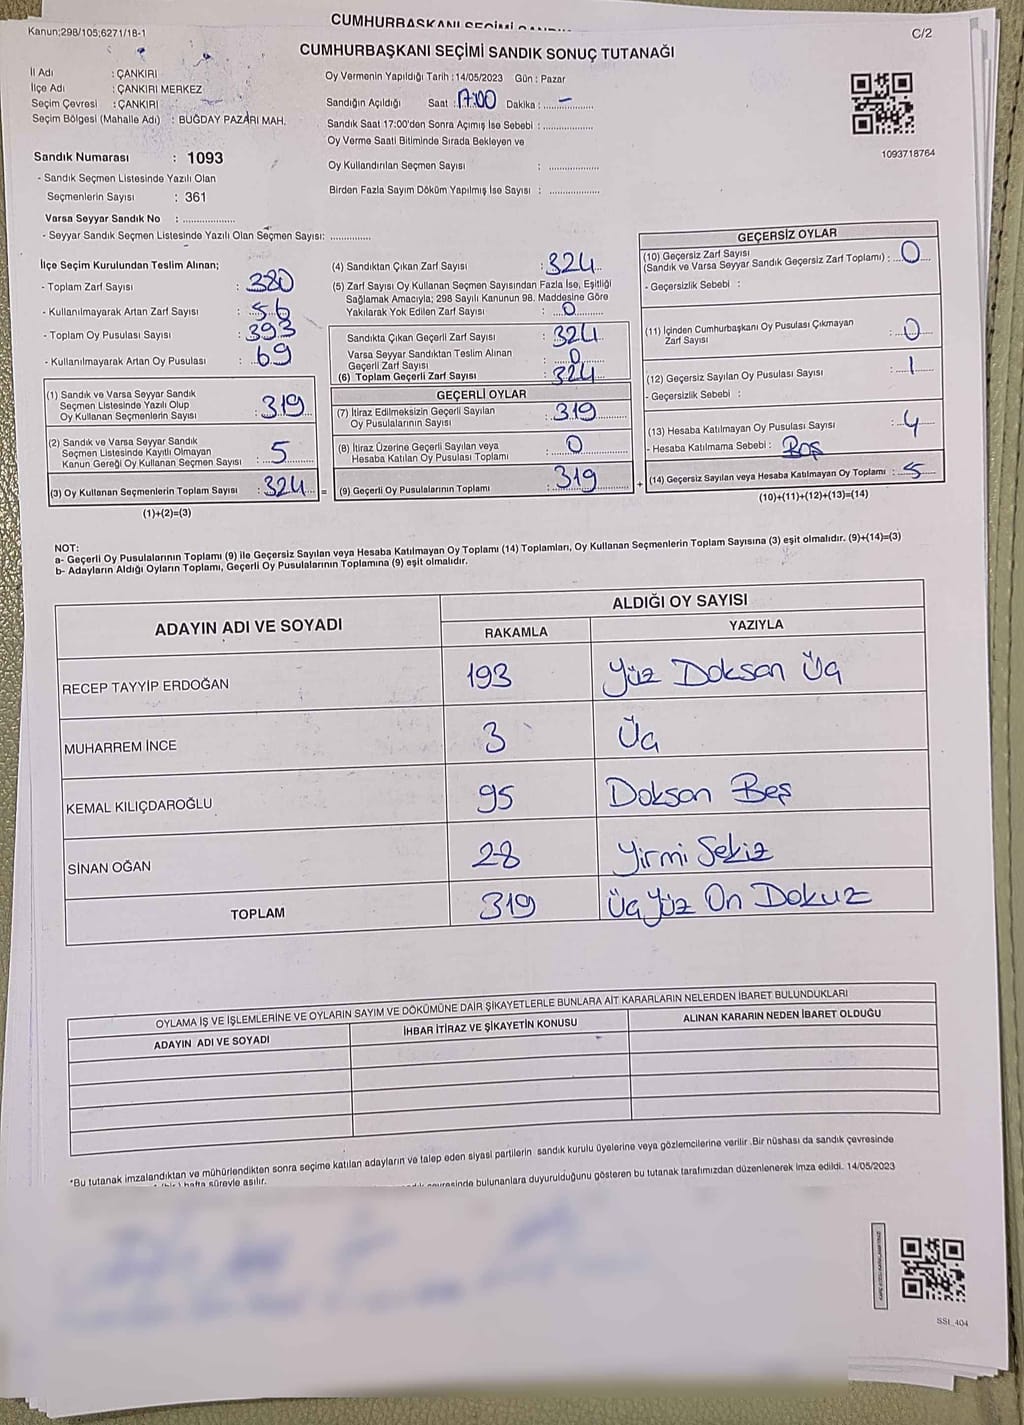 CUMHURBAŞKANI SEÇİMİ
Kanun;298/105;6271/18-1
C/2
CUMHURBAŞKANI SEÇİMİ SANDIK SONUÇ TUTANAĞI
İl Adı : ÇANKIRI
İlçe Adı : ÇANKIRI MERKEZ
Seçim Çevresi : ÇANKIRI
Seçim Bölgesi (Mahalle Adı) : BUĞDAY PAZARI MAH.
Sandık Numarası : 1093
- Sandık Seçmen Listesinde Yazılı Olan
Seçmenlerin Sayısı : 361
Varsa Seyyar Sandık No : ....................
- Seyyar Sandık Seçmen Listesinde Yazılı Olan Seçmen Sayısı: ...............
Oy Vermenin Yapıldığı Tarih : 14/05/2023 Gün : Pazar
Sandığın Açıldığı Saat : 17:00 Dakika : –
Sandık Saat 17:00'den Sonra Açımış İse Sebebi : ...................
Oy Verme Saati Bitiminde Sırada Bekleyen ve
Oy Kullandırılan Seçmen Sayısı : ...................
Birden Fazla Sayım Döküm Yapılmış İse Sayısı : ...................
1093718764
İlçe Seçim Kurulundan Teslim Alınan;
- Toplam Zarf Sayısı : 380
- Kullanılmayarak Artan Zarf Sayısı : 56
- Toplam Oy Pusulası Sayısı : 393
- Kullanılmayarak Artan Oy Pusulası : 69
(1) Sandık ve Varsa Seyyar Sandık
Seçmen Listesinde Yazılı Olup
Oy Kullanan Seçmenlerin Sayısı : 319
(2) Sandık ve Varsa Seyyar Sandık
Seçmen Listesinde Kayıtlı Olmayan
Kanun Gereği Oy Kullanan Seçmen Sayısı : 5
(3) Oy Kullanan Seçmenlerin Toplam Sayısı : 324
(1)+(2)=(3)
(4) Sandıktan Çıkan Zarf Sayısı : 324
(5) Zarf Sayısı Oy Kullanan Seçmen Sayısından Fazla İse, Eşitliği
Sağlamak Amacıyla; 298 Sayılı Kanunun 98. Maddesine Göre
Yakılarak Yok Edilen Zarf Sayısı : 0
Sandıkta Çıkan Geçerli Zarf Sayısı : 324
Varsa Seyyar Sandıktan Teslim Alınan
Geçerli Zarf Sayısı : 0
(6) Toplam Geçerli Zarf Sayısı : 324
GEÇERLİ OYLAR
(7) İtiraz Edilmeksizin Geçerli Sayılan
Oy Pusulasının Sayısı : 319
(8) İtiraz Üzerine Geçerli Sayılan veya
Hesaba Katılan Oy Pusulası Toplamı : 0
= (9) Geçerli Oy Pusulalarının Toplamı : 319
GEÇERSİZ OYLAR
(10) Geçersiz Zarf Sayısı
(Sandık ve Varsa Seyyar Sandık Geçersiz Zarf Toplamı) : 0
- Geçersizlik Sebebi :
(11) İçinden Cumhurbaşkanı Oy Pusulası Çıkmayan
Zarf Sayısı : 0
(12) Geçersiz Sayılan Oy Pusulası Sayısı : 1
- Geçersizlik Sebebi :
(13) Hesaba Katılmayan Oy Pusulası Sayısı : 4
- Hesaba Katılmama Sebebi : Boş
+ (14) Geçersiz Sayılan veya Hesaba Katılmayan Oy Toplamı : 5
(10)+(11)+(12)+(13)=(14)
NOT:
a- Geçerli Oy Pusulalarının Toplamı (9) ile Geçersiz Sayılan veya Hesaba Katılmayan Oy Toplamı (14) Toplamları, Oy Kullanan Seçmenlerin Toplam Sayısına (3) eşit olmalıdır. (9)+(14)=(3)
b- Adayların Aldığı Oyların Toplamı, Geçerli Oy Pusulalarının Toplamına (9) eşit olmalıdır.
ADAYIN ADI VE SOYADI ALDIĞI OY SAYISI
RAKAMLA YAZIYLA
RECEP TAYYİP ERDOĞAN 193 Yüz Doksan Üç
MUHARREM İNCE 3 Üç
KEMAL KILIÇDAROĞLU 95 Doksan Beş
SİNAN OĞAN 28 Yirmi Sekiz
TOPLAM 319 Üç Yüz On Dokuz
OYLAMA İŞ VE İŞLEMLERİNE VE OYLARIN SAYIM VE DÖKÜMÜNE DAİR ŞİKAYETLERLE BUNLARA AİT KARARLARIN NELERDEN İBARET BULUNDUKLARI
ADAYIN ADI VE SOYADI İHBAR İTİRAZ VE ŞİKAYETİN KONUSU ALINAN KARARIN NEDEN İBARET OLDUĞU
*Bu tutanak imzalandıktan ve mühürlendikten sonra seçime katılan adayların ve talep eden siyasi partilerin sandık kurulu üyelerine veya gözlemcilerine verilir .Bir nüshası da sandık çevresinde
hafta süreyle asılır.
bulunanlara duyurulduğunu gösteren bu tutanak tarafımızdan düzenlenerek imza edildi. 14/05/2023
SSI_404